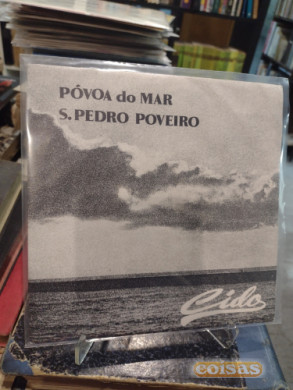 PÓVOA do MAR
S. PEDRO POVEIRO
Cido
coisas